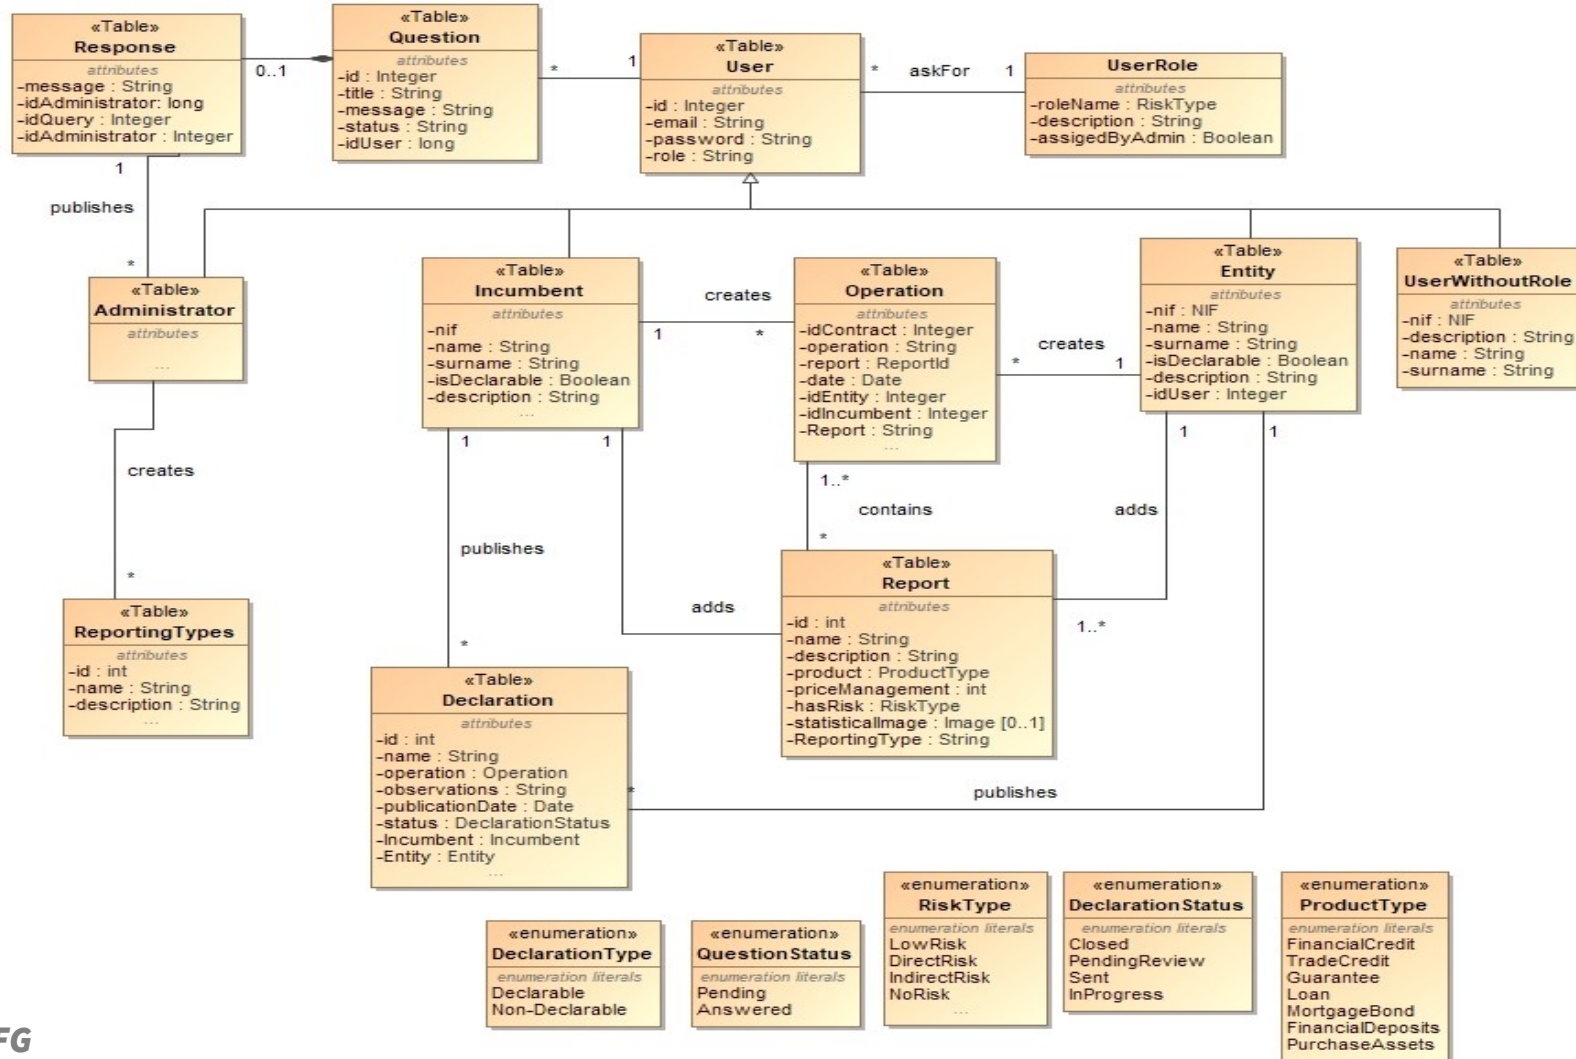 «Table»
Response
attributes
-message : String
-idAdministrator: long
-idQuery : Integer
-idAdministrator : Integer
0..1
«Table»
Question
attributes
-id : Integer
-title : String
-message : String
-status : String
-idUser : long
*
1
«Table»
User
attributes
-id : Integer
-email : String
-password : String
-role : String
* askFor 1
UserRole
attributes
-roleName : RiskType
-description : String
-assigedByAdmin : Boolean
1
publishes
*
«Table»
Administrator
attributes
...
creates
*
«Table»
ReportingTypes
attributes
-id : int
-name : String
-description : String
...
«Table»
Incumbent
attributes
-nif
-name : String
-surname : String
-isDeclarable : Boolean
-description : String
...
creates
1
*
«Table»
Operation
attributes
-idContract : Integer
-operation : String
-report : ReportId
-date : Date
-idEntity : Integer
-idIncumbent : Integer
-Report : String
...
creates
*
1
«Table»
Entity
attributes
-nif : NIF
-name : String
-surname : String
-isDeclarable : Boolean
-description : String
-idUser : Integer
«Table»
UserWithoutRole
attributes
-nif : NIF
-description : String
-name : String
-surname : String
1
publishes
*
1
adds
1..*
contains
*
1
adds
1..*
1
publishes
*
«Table»
Report
attributes
-id : int
-name : String
-description : String
-product : ProductType
-priceManagement : int
-hasRisk : RiskType
-statisticalImage : Image [0..1]
-ReportingType : String
«Table»
Declaration
attributes
-id : int
-name : String
-operation : Operation
-observations : String
-publicationDate : Date
-status : DeclarationStatus
-Incumbent : Incumbent
-Entity : Entity
...
«enumeration»
DeclarationType
enumeration literals
Declarable
Non-Declarable
«enumeration»
QuestionStatus
enumeration literals
Pending
Answered
«enumeration»
RiskType
enumeration literals
LowRisk
DirectRisk
IndirectRisk
NoRisk
...
«enumeration»
DeclarationStatus
enumeration literals
Closed
PendingReview
Sent
InProgress
«enumeration»
ProductType
enumeration literals
FinancialCredit
TradeCredit
Guarantee
Loan
MortgageBond
FinancialDeposits
PurchaseAssets
FG